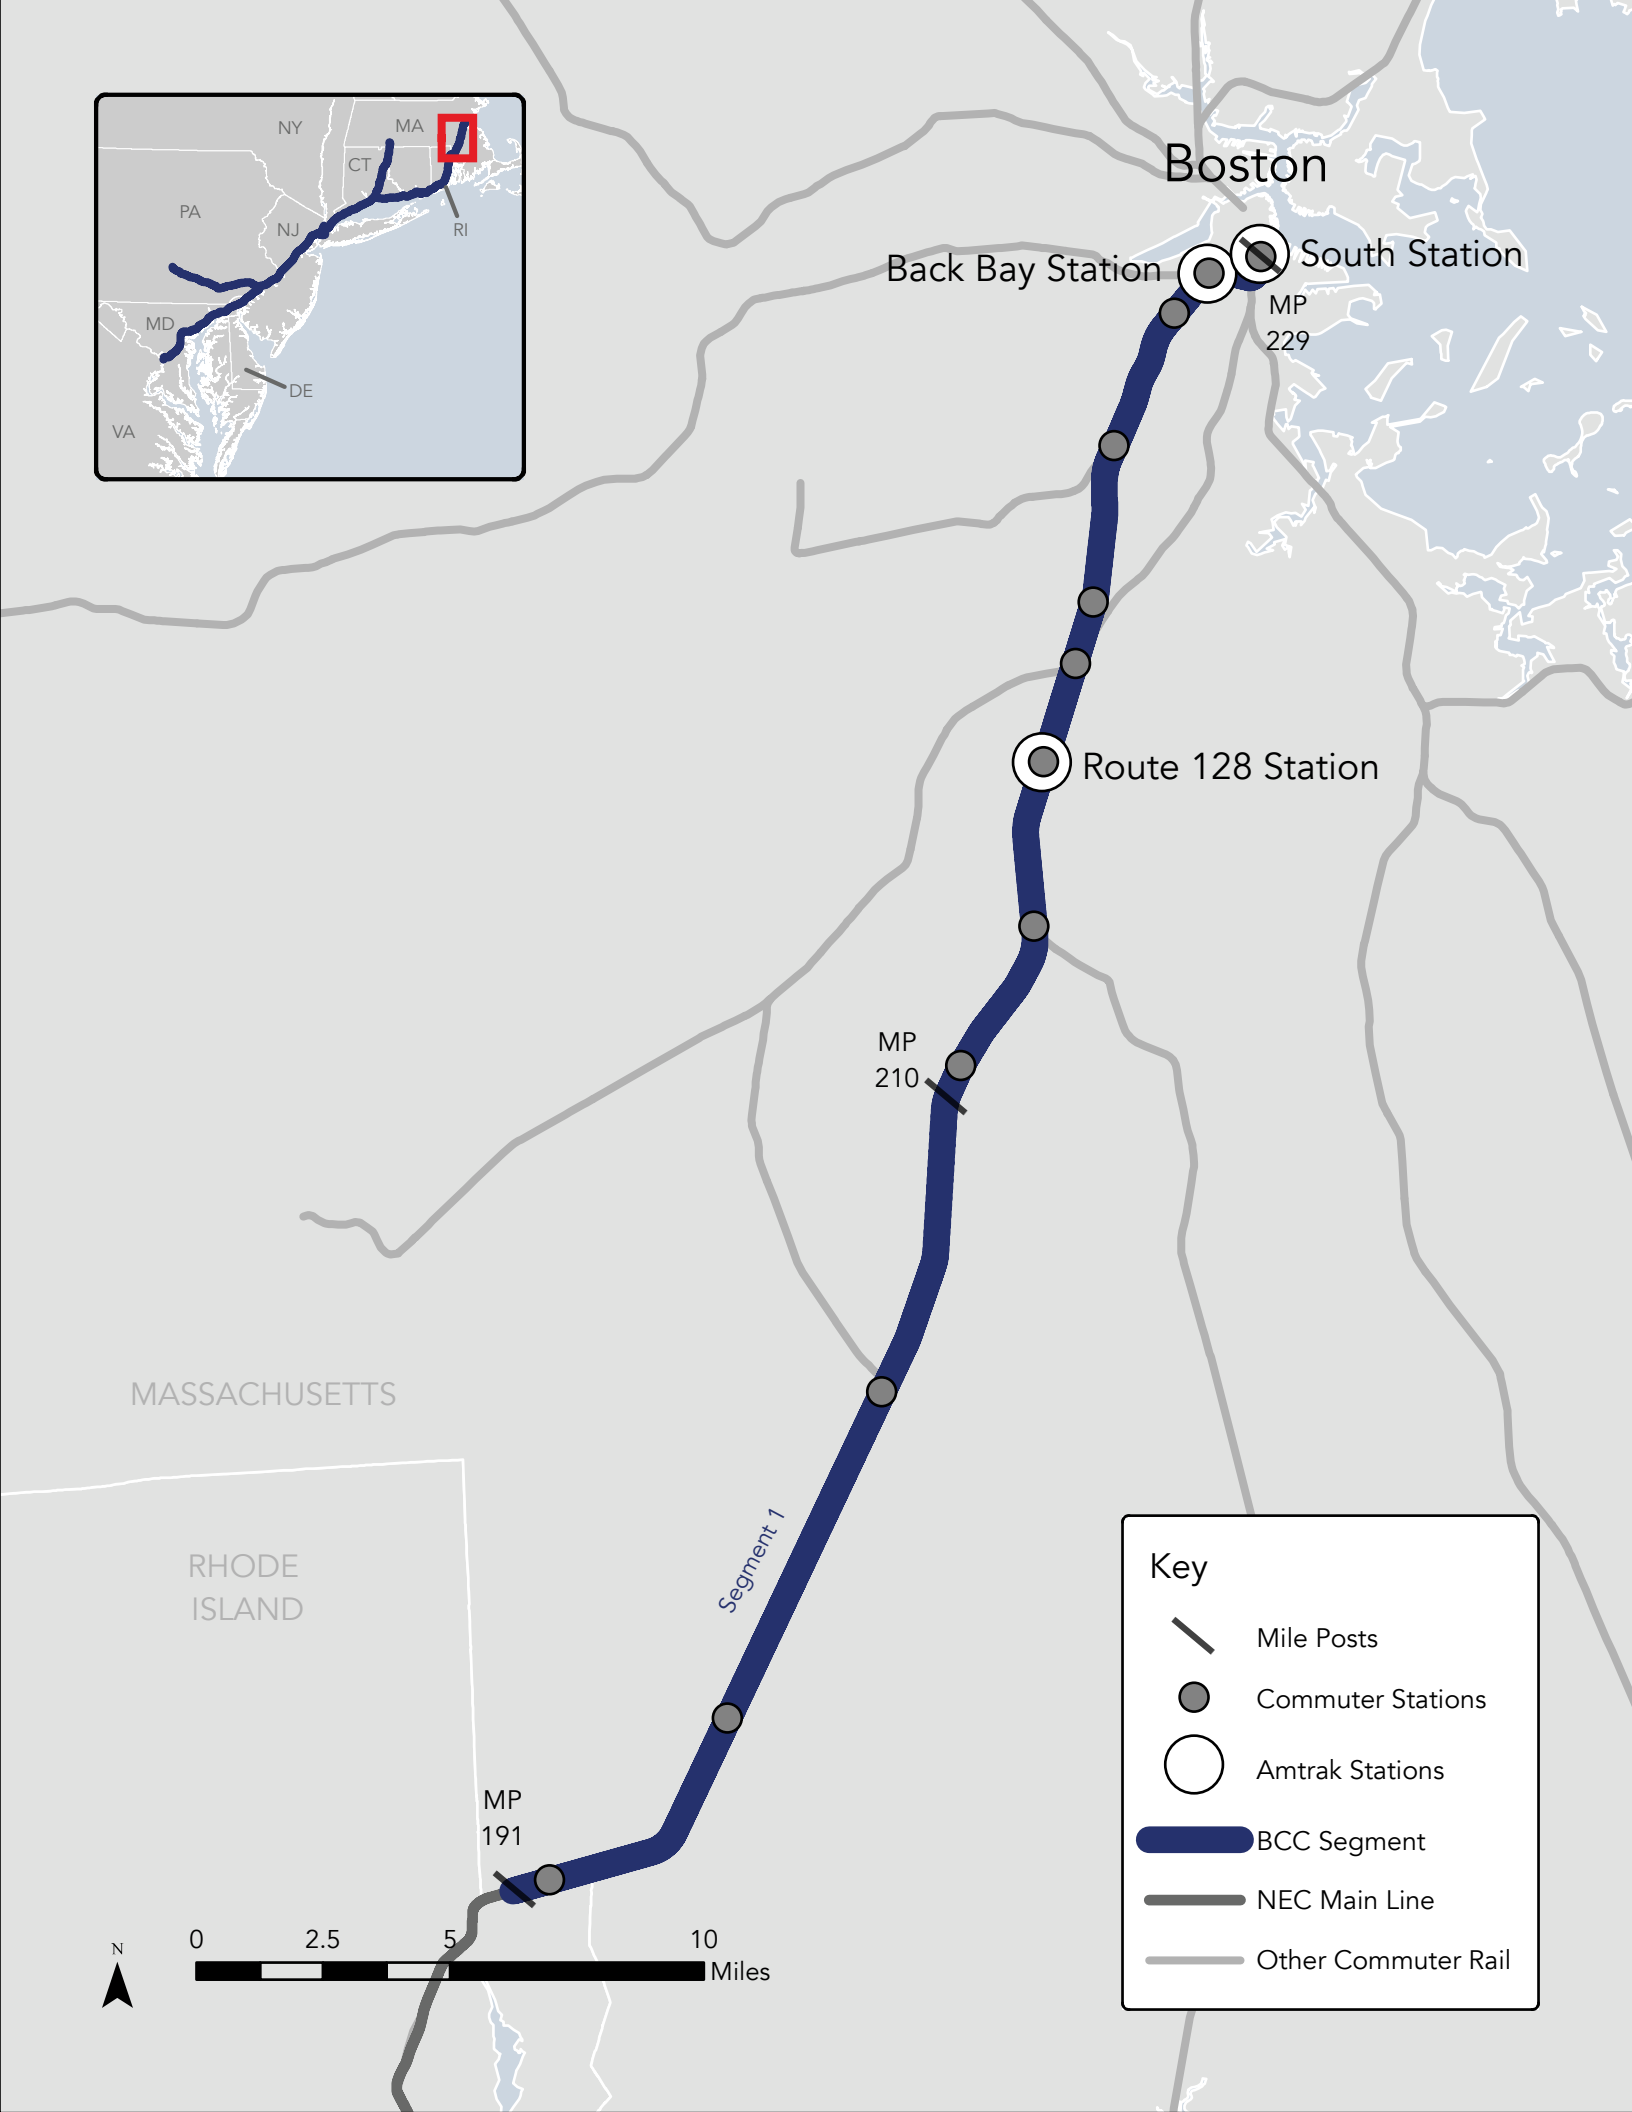 NY
MA
CT
PA
NJ
RI
MD
DE
VA
Boston
Back Bay Station
South Station
MP
229
Route 128 Station
MP
210
MASSACHUSETTS
RHODE
ISLAND
Segment 1
MP
191
N
0 2.5 5 10
Miles
Key
Mile Posts
Commuter Stations
Amtrak Stations
BCC Segment
NEC Main Line
Other Commuter Rail